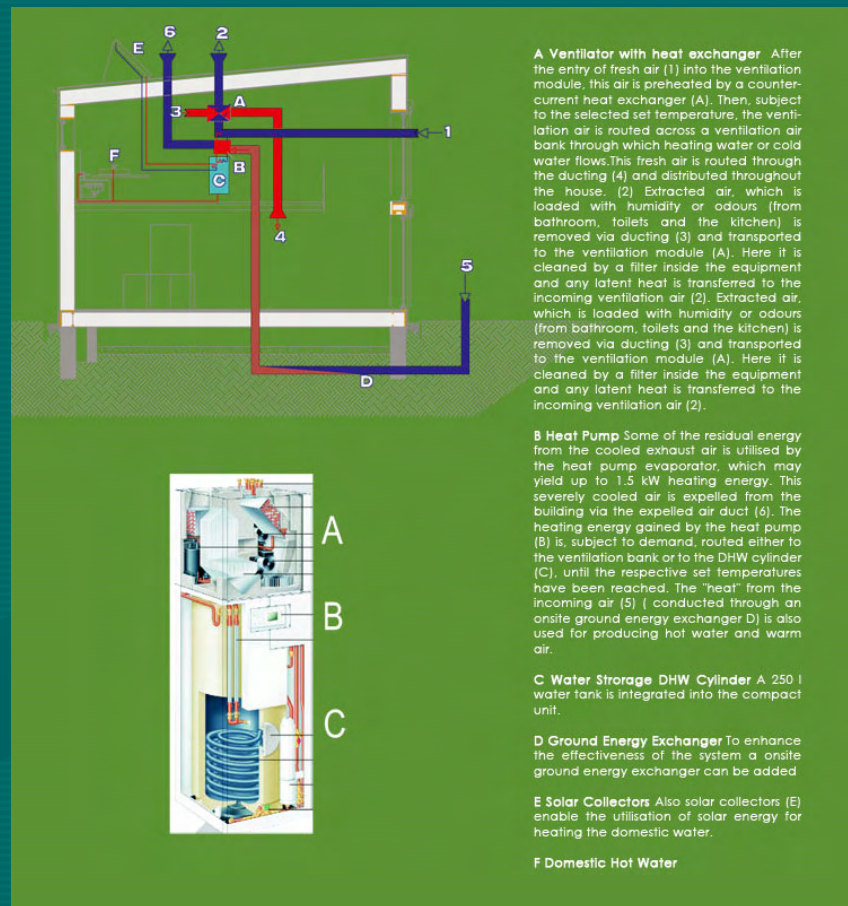 6
2
E
3
A
1
F
B
C
4
5
D
A
B
C
A Ventilator with heat exchanger After
the entry of fresh air (1) into the ventilation
module, this air is preheated by a counter-
current heat exchanger (A). Then, subject
to the selected set temperature, the venti-
lation air is routed across a ventilation air
bank through which heating water or cold
water flows.This fresh air is routed through
the ducting (4) and distributed throughout
the house. (2) Extracted air, which is
loaded with humidity or odours (from
bathroom, toilets and the kitchen) is
removed via ducting (3) and transported
to the ventilation module (A). Here it is
cleaned by a filter inside the equipment
and any latent heat is transferred to the
incoming ventilation air (2). Extracted air,
which is loaded with humidity or odours
(from bathroom, toilets and the kitchen) is
removed via ducting (3) and transported
to the ventilation module (A). Here it is
cleaned by a filter inside the equipment
and any latent heat is transferred to the
incoming ventilation air (2).
B Heat Pump Some of the residual energy
from the cooled exhaust air is utilised by
the heat pump evaporator, which may
yield up to 1.5 kW heating energy. This
severely cooled air is expelled from the
building via the expelled air duct (6). The
heating energy gained by the heat pump
(B) is, subject to demand, routed either to
the ventilation bank or to the DHW cylinder
(C), until the respective set temperatures
have been reached. The "heat" from the
incoming air (5) ( conducted through an
onsite ground energy exchanger D) is also
used for producing hot water and warm
air.
C Water Strorage DHW Cylinder A 250 l
water tank is integrated into the compact
unit.
D Ground Energy Exchanger To enhance
the effectiveness of the system a onsite
ground energy exchanger can be added
E Solar Collectors Also solar collectors (E)
enable the utilisation of solar energy for
heating the domestic water.
F Domestic Hot Water